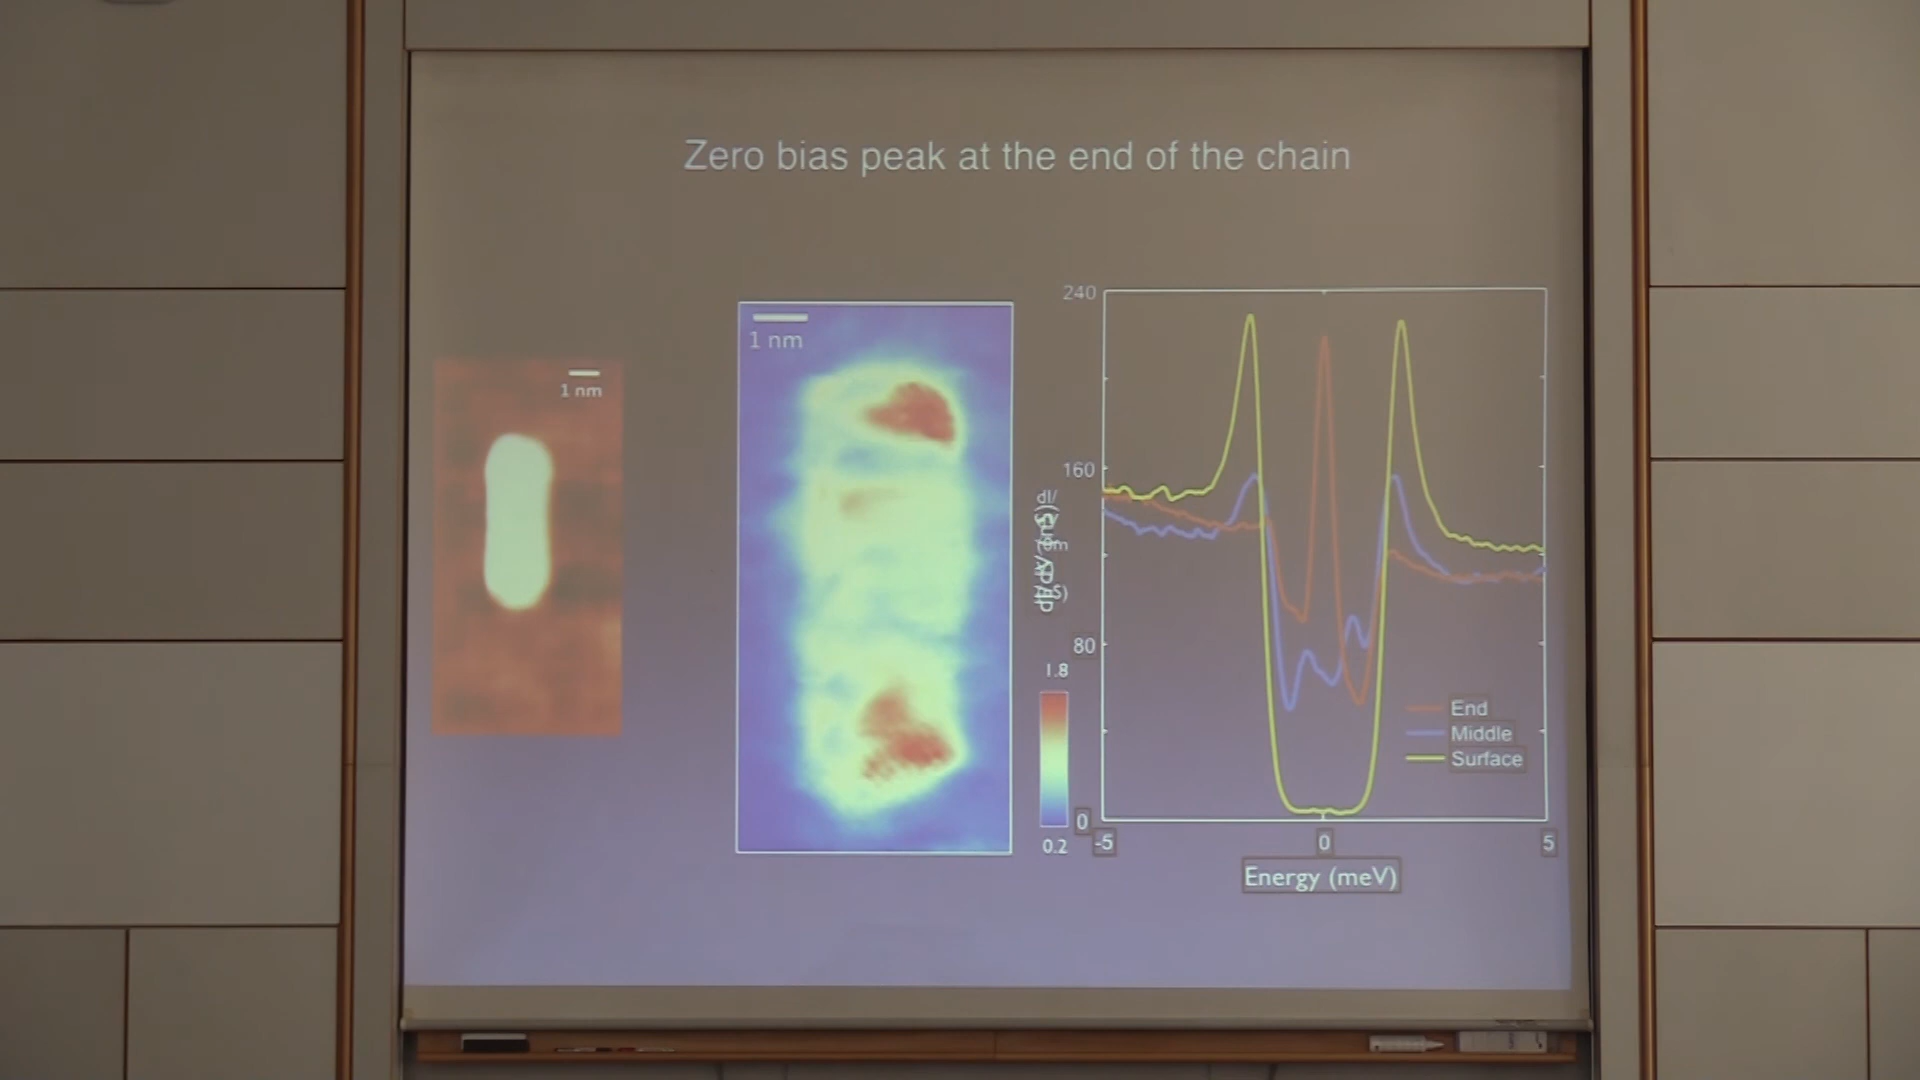 Zero bias peak at the end of the chain
1 nm
1 nm
240
160
80
0
dI/
1.8
0.2
End
Middle
Surface
-5
0
5
Energy (meV)